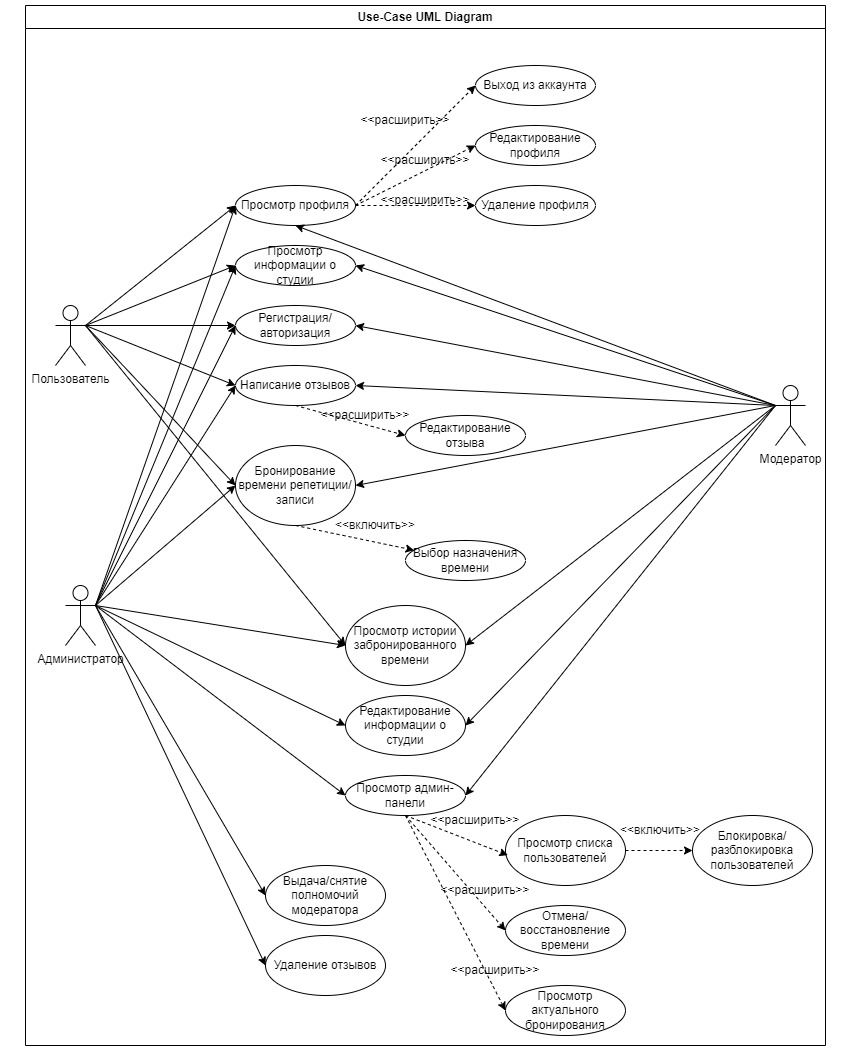 Use-Case UML Diagram
Выход из аккаунта
<<расширить>>
Редактирование
профиля
<<расширить>>
Просмотр профиля
<<расширить>>
Удаление профиля
Просмотр
информации о
студии
Регистрация/
авторизация
Пользователь
Написание отзывов
<<расширить>>
Редактирование
отзыва
Модератор
Бронирование
времени репетиции/
записи
<<включить>>
Выбор назначения
времени
Администратор
Просмотр истории
забронированного
времени
Редактирование
информации о
студии
Просмотр админ-
панели
<<расширить>>
Просмотр списка
пользователей
<<включить>>
Блокировка/
разблокировка
пользователей
Выдача/снятие
полномочий
модератора
<<расширить>>
Отмена/
восстановление
времени
Удаление отзывов
<<расширить>>
Просмотр
актуального
бронирования